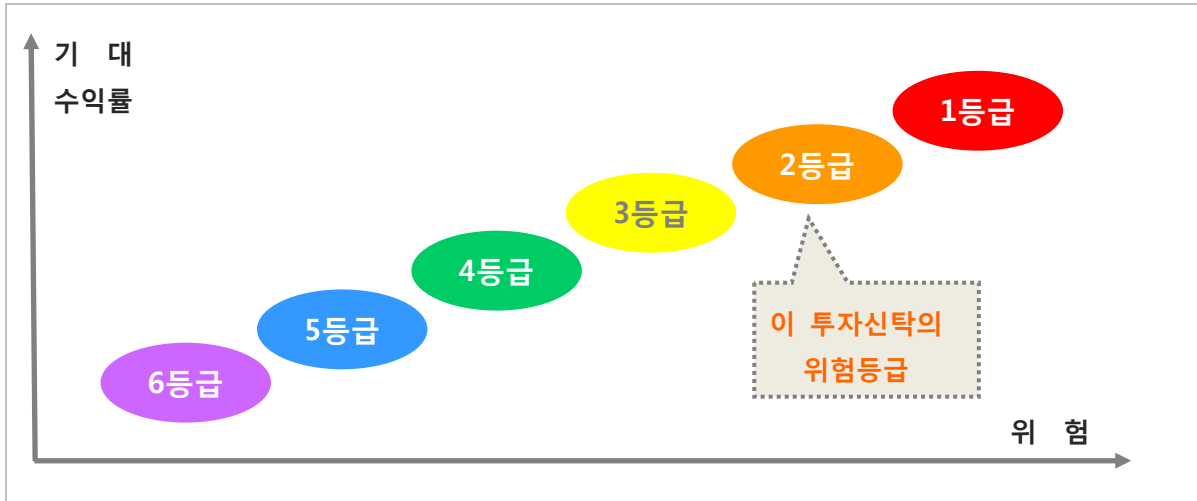 기 대
수익률
1등급
2등급
3등급
4등급
5등급
6등급
이 투자신탁의
위험등급
위 험